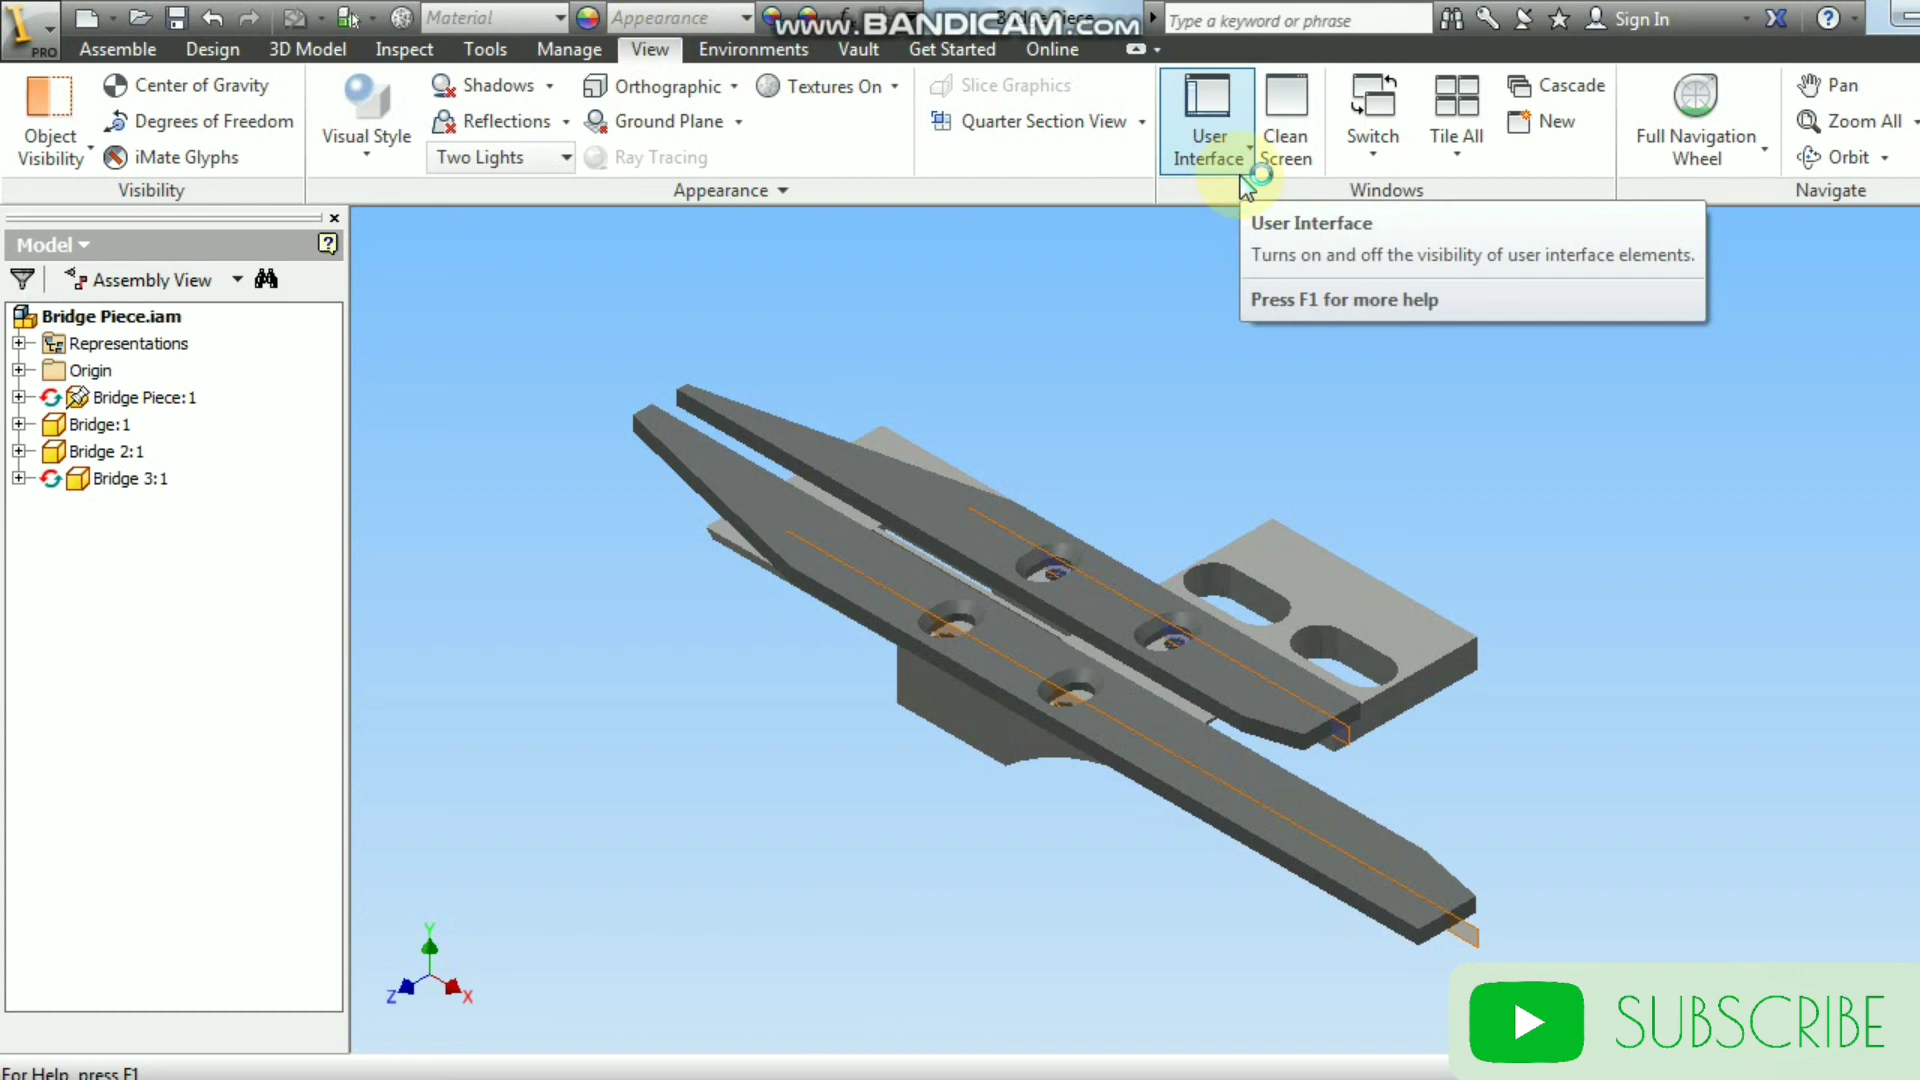 PRO
Material
Appearance
www.BANDICAM.com
Type a keyword or phrase
Sign In
Assemble Design 3D Model Inspect Tools Manage View Environments Vault Get Started Online
Object Visibility
Center of Gravity
Degrees of Freedom
iMate Glyphs
Visibility
Visual Style
Shadows
Reflections
Two Lights
Orthographic
Ground Plane
Ray Tracing
Textures On
Appearance
Slice Graphics
Quarter Section View
User Interface
Clean Screen
Switch
Tile All
Cascade
New
Windows
Full Navigation Wheel
Pan
Zoom All
Orbit
Navigate
User Interface
Turns on and off the visibility of user interface elements.
Press F1 for more help
Model
Assembly View
Bridge Piece.iam
Representations
Origin
Bridge Piece:1
Bridge:1
Bridge 2:1
Bridge 3:1
Y
Z
X
SUBSCRIBE
For Help, press F1